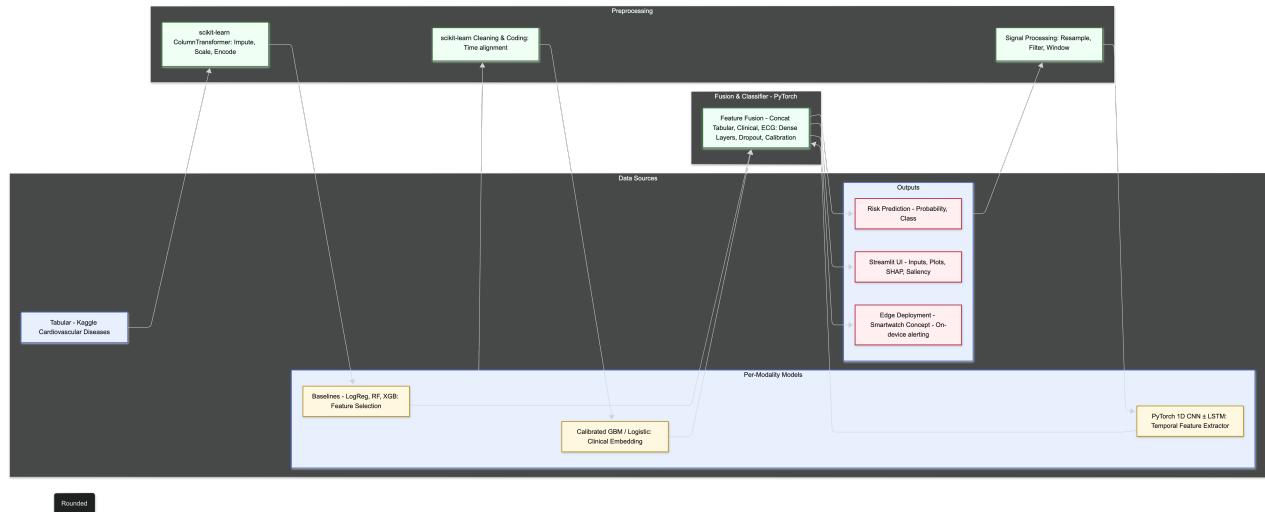 Preprocessing
scikit-learn
ColumnTransformer: Impute,
Scale, Encode
scikit-learn Cleaning & Coding:
Time alignment
Signal Processing: Resample,
Filter, Window
Fusion & Classifier - PyTorch
Feature Fusion - Concat
Tabular, Clinical, ECG: Dense
Layers, Dropout, Calibration
Data Sources
Outputs
Risk Prediction - Probability,
Class
Streamlit UI - Inputs, Plots,
SHAP, Saliency
Edge Deployment -
Smartwatch Concept - On-
device alerting
Tabular - Kaggle
Cardiovascular Diseases
Per-Modality Models
Baselines - LogReg, RF, XGB:
Feature Selection
Calibrated GBM / Logistic:
Clinical Embedding
PyTorch 1D CNN ± LSTM:
Temporal Feature Extractor
Rounded